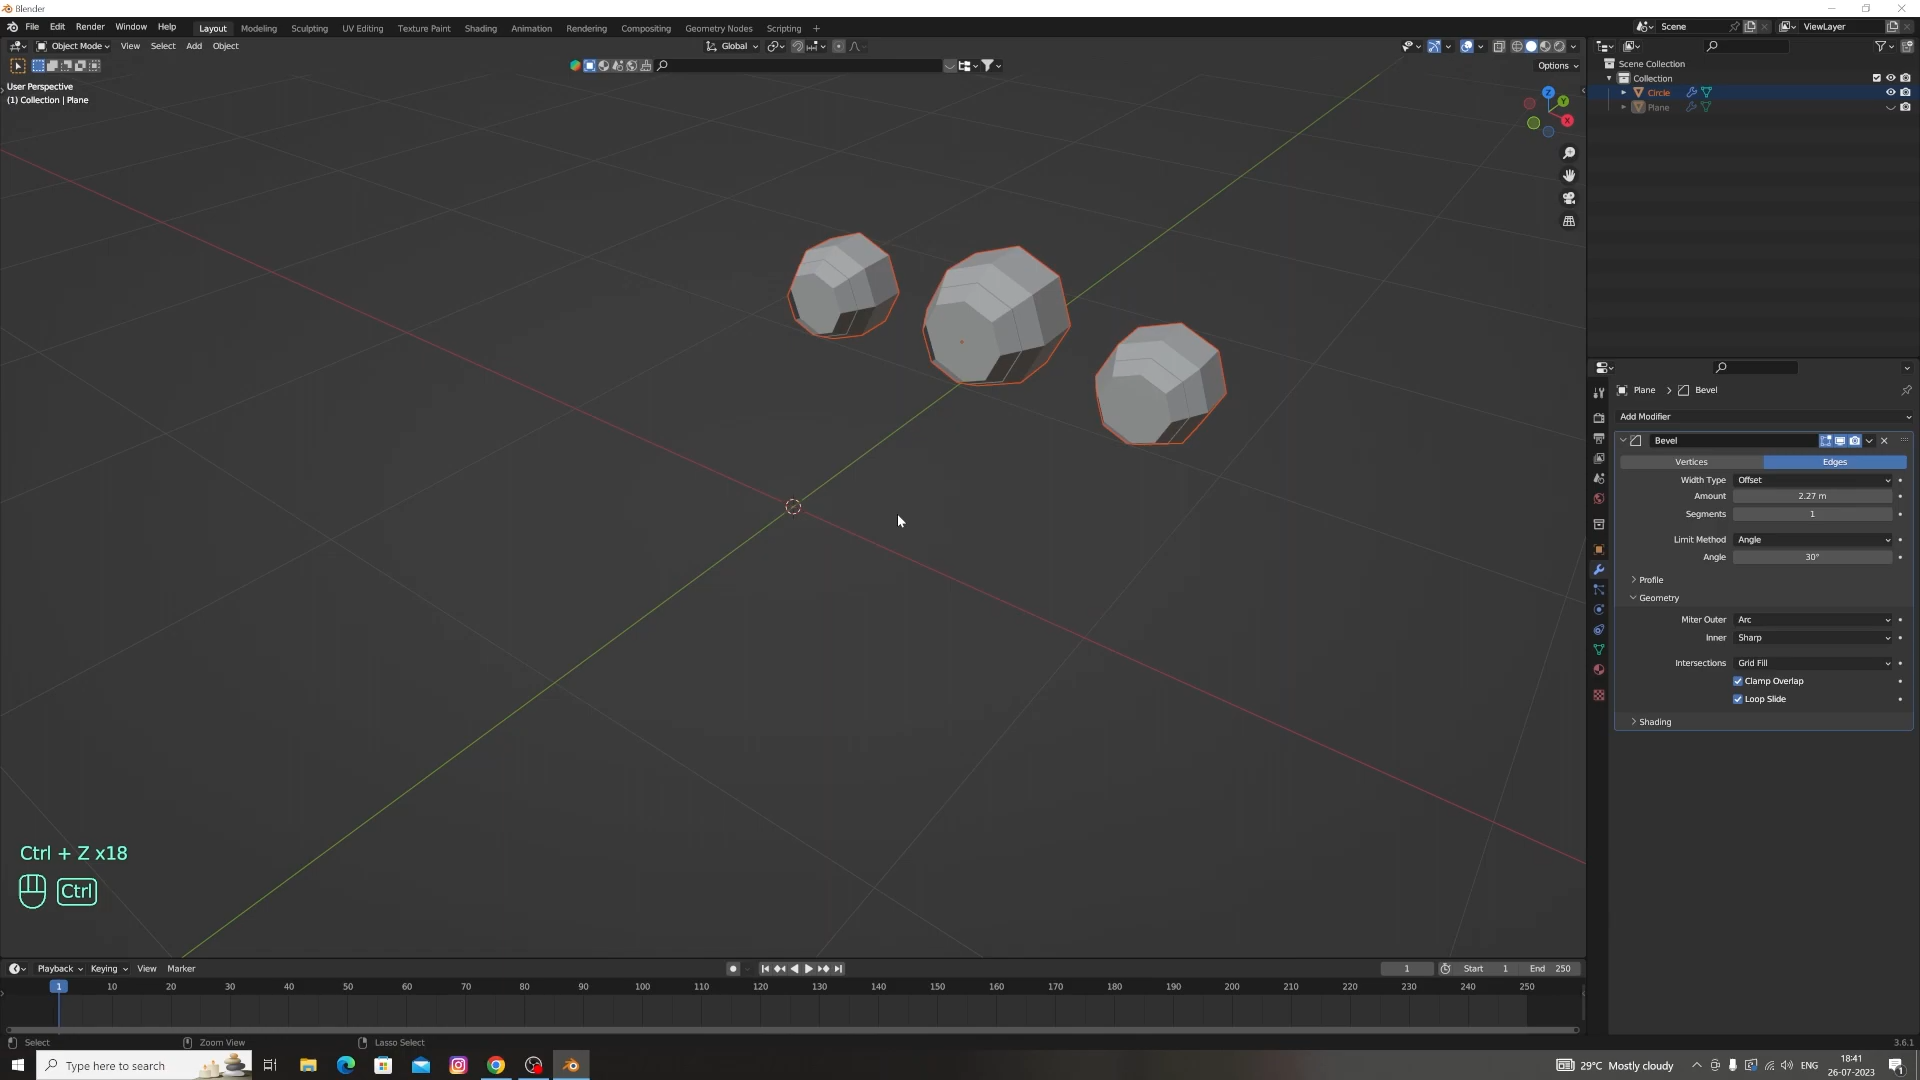 Blender
File Edit Render Window Help
Layout Modeling Sculpting UV Editing Texture Paint Shading Animation Rendering Compositing Geometry Nodes Scripting +
Scene
ViewLayer
Object Mode View Select Add Object
Global
Options
User Perspective
(1) Collection | Plane
Z
Y
X
Scene Collection
Collection
Circle
Plane
Plane > Bevel
Add Modifier
Bevel
Vertices Edges
Width Type Offset
Amount 2.27 m
Segments 1
Limit Method Angle
Angle 30°
Profile
Geometry
Miter Outer Arc
Inner Sharp
Intersections Grid Fill
Clamp Overlap
Loop Slide
Shading
Ctrl + Z x18
Ctrl
Playback Keying View Marker
1 Start 1 End 250
1 10 20 30 40 50 60 70 80 90 100 110 120 130 140 150 160 170 180 190 200 210 220 230 240 250
Select Zoom View Lasso Select
3.6.1
Type here to search
29°C Mostly cloudy
ENG
18:41
26-07-2023
1